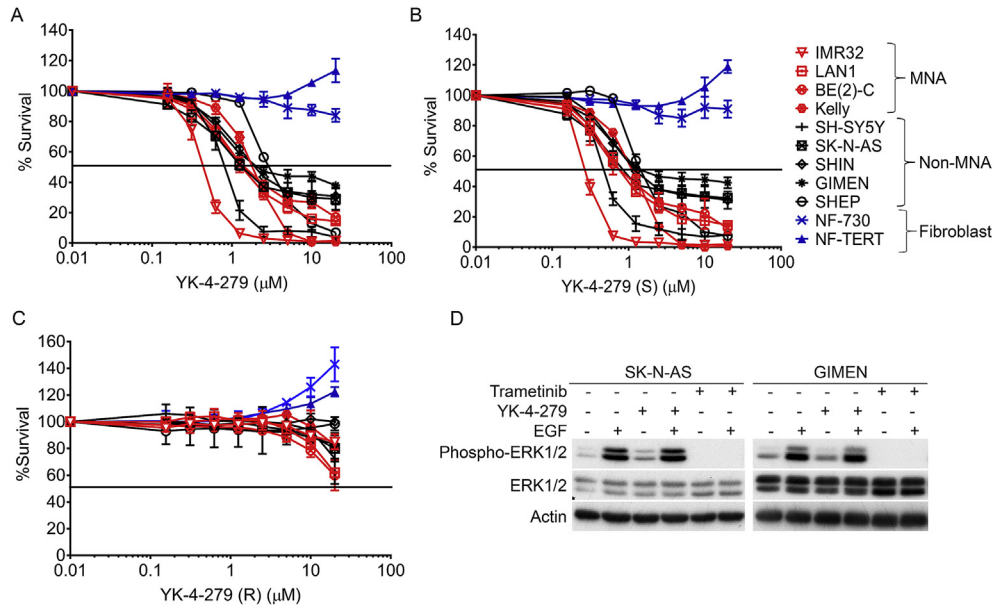 A
% Survival
140
120
100
80
60
40
20
0
0.01
0.1
1
10
100
YK-4-279 (μM)
B
% Survival
140
120
100
80
60
40
20
0
0.01
0.1
1
10
100
YK-4-279 (S) (μM)
IMR32
LAN1
BE(2)-C
Kelly
MNA
SH-SY5Y
SK-N-AS
SHIN
GIMEN
SHEP
Non-MNA
NF-730
NF-TERT
Fibroblast
C
%Survival
160
140
120
100
80
60
40
20
0
0.01
0.1
1
10
100
YK-4-279 (R) (μM)
D
SK-N-AS GIMEN
Trametinib - - - - + + - - - - + +
YK-4-279 - - + + - - - - + + - -
EGF - + - + - + - + - + - +
Phospho-ERK1/2
ERK1/2
Actin